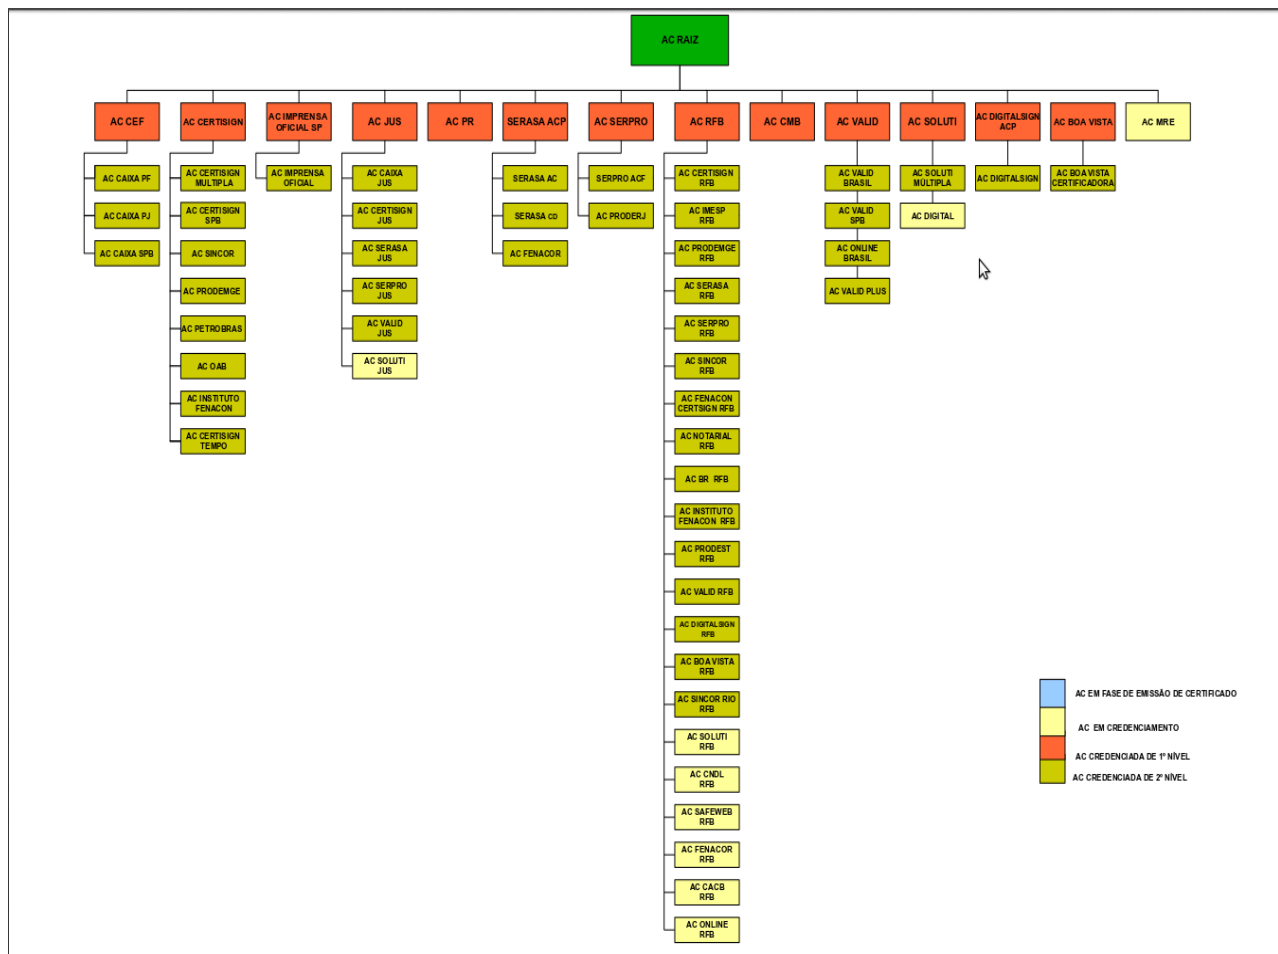 AC RAIZ
AC CEF
AC CERTISIGN
AC IMPRENSA
OFICIAL SP
AC JUS
AC PR
SERASA ACP
AC SERPRO
AC RFB
AC CMB
AC VALID
AC SOLUTI
AC DIGITALSIGN
ACP
AC BOA VISTA
AC MRE
AC CAIXA PF
AC CAIXA PJ
AC CAIXA SPB
AC CERTISIGN
MULTIPLA
AC CERTISIGN
SPB
AC SINCOR
AC PRODEMGE
AC PETROBRAS
AC OAB
AC INSTITUTO
FENACON
AC CERTISIGN
TEMPO
AC IMPRENSA
OFICIAL
AC CAIXA
JUS
AC CERTISIGN
JUS
AC SERASA
JUS
AC SERPRO
JUS
AC VALID
JUS
AC SOLUTI
JUS
SERASA AC
SERASA CD
AC FENACOR
SERPRO ACF
AC PRODERJ
AC CERTISIGN
RFB
AC IMESP
RFB
AC PRODEMGE
RFB
AC SERASA
RFB
AC SERPRO
RFB
AC SINCOR
RFB
AC FENACON
CERTSIGN RFB
AC NOTARIAL
RFB
AC BR RFB
AC INSTITUTO
FENACON RFB
AC PRODEST
RFB
AC VALID RFB
AC DIGITALSIGN
RFB
AC BOA VISTA
RFB
AC SINCOR RIO
RFB
AC SOLUTI
RFB
AC CNDL
RFB
AC SAFEWEB
RFB
AC FENACOR
RFB
AC CACB
RFB
AC ONLINE
RFB
AC VALID
BRASIL
AC VALID
SPB
AC ONLINE
BRASIL
AC VALID PLUS
AC SOLUTI
MÚLTIPLA
AC DIGITAL
AC DIGITALSIGN
AC BOA VISTA
CERTIFICADORA
AC EM FASE DE EMISSÃO DE CERTIFICADO
AC EM CREDENCIAMENTO
AC CREDENCIADA DE 1º NÍVEL
AC CREDENCIADA DE 2º NÍVEL